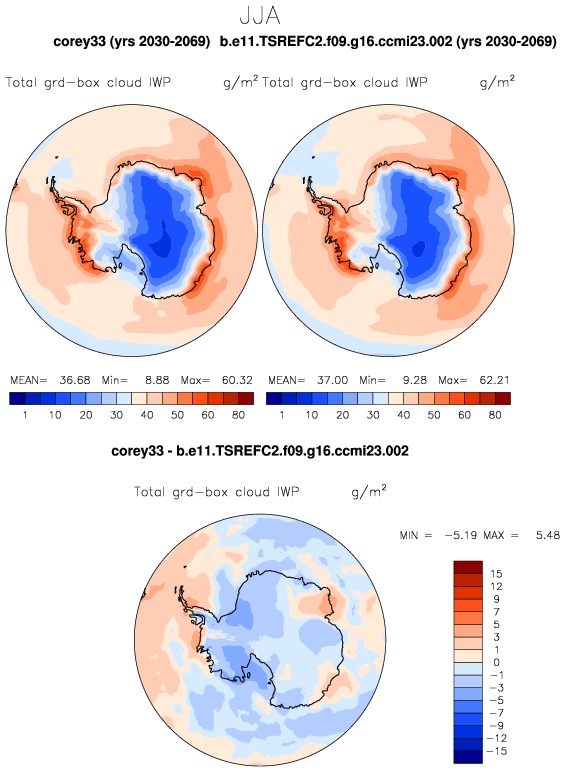 JJA
corey33 (yrs 2030-2069) b.e11.TSREFC2.f09.g16.ccmi23.002 (yrs 2030-2069)
Total grd-box cloud IWP g/m² Total grd-box cloud IWP g/m²
MEAN= 36.68 Min= 8.88 Max= 60.32 MEAN= 37.00 Min= 9.28 Max= 62.21
1 10 20 30 40 50 60 80 1 10 20 30 40 50 60 80
corey33 - b.e11.TSREFC2.f09.g16.ccmi23.002
Total grd-box cloud IWP g/m²
MIN = -5.19 MAX = 5.48
15
12
9
7
5
3
1
0
-1
-3
-5
-7
-9
-12
-15